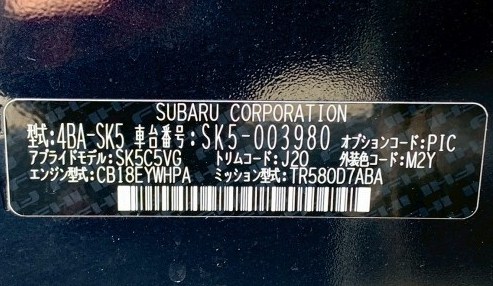 SUBARU CORPORATION
型式:4BA-SK5 車台番号:SK5-003980 オプションコード:PIC
アプライドモデル:SK5C5VG トリムコード:J20 外装色コード:M2Y
エンジン型式:CB18EYWHPA ミッション型式:TR580D7ABA